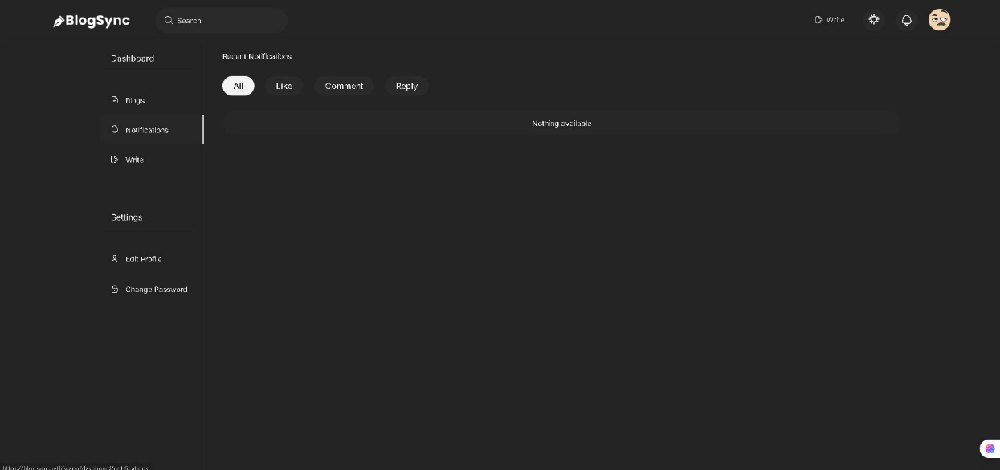 BlogSync
Search
Write
Dashboard
Blogs
Notifications
Write
Settings
Edit Profile
Change Password
Recent Notifications
All
Like
Comment
Reply
Nothing available
https://blogsync.netlify.app/dashboard/notifications